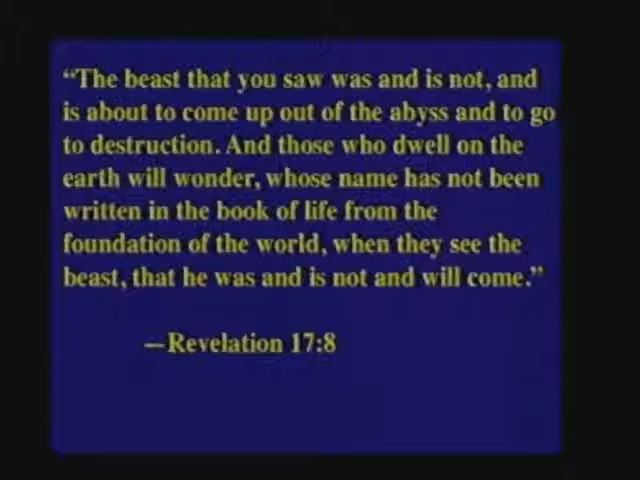 “The beast that you saw was and is not, and
is about to come up out of the abyss and to go
to destruction. And those who dwell on the
earth will wonder, whose name has not been
written in the book of life from the
foundation of the world, when they see the
beast, that he was and is not and will come.”
—Revelation 17:8